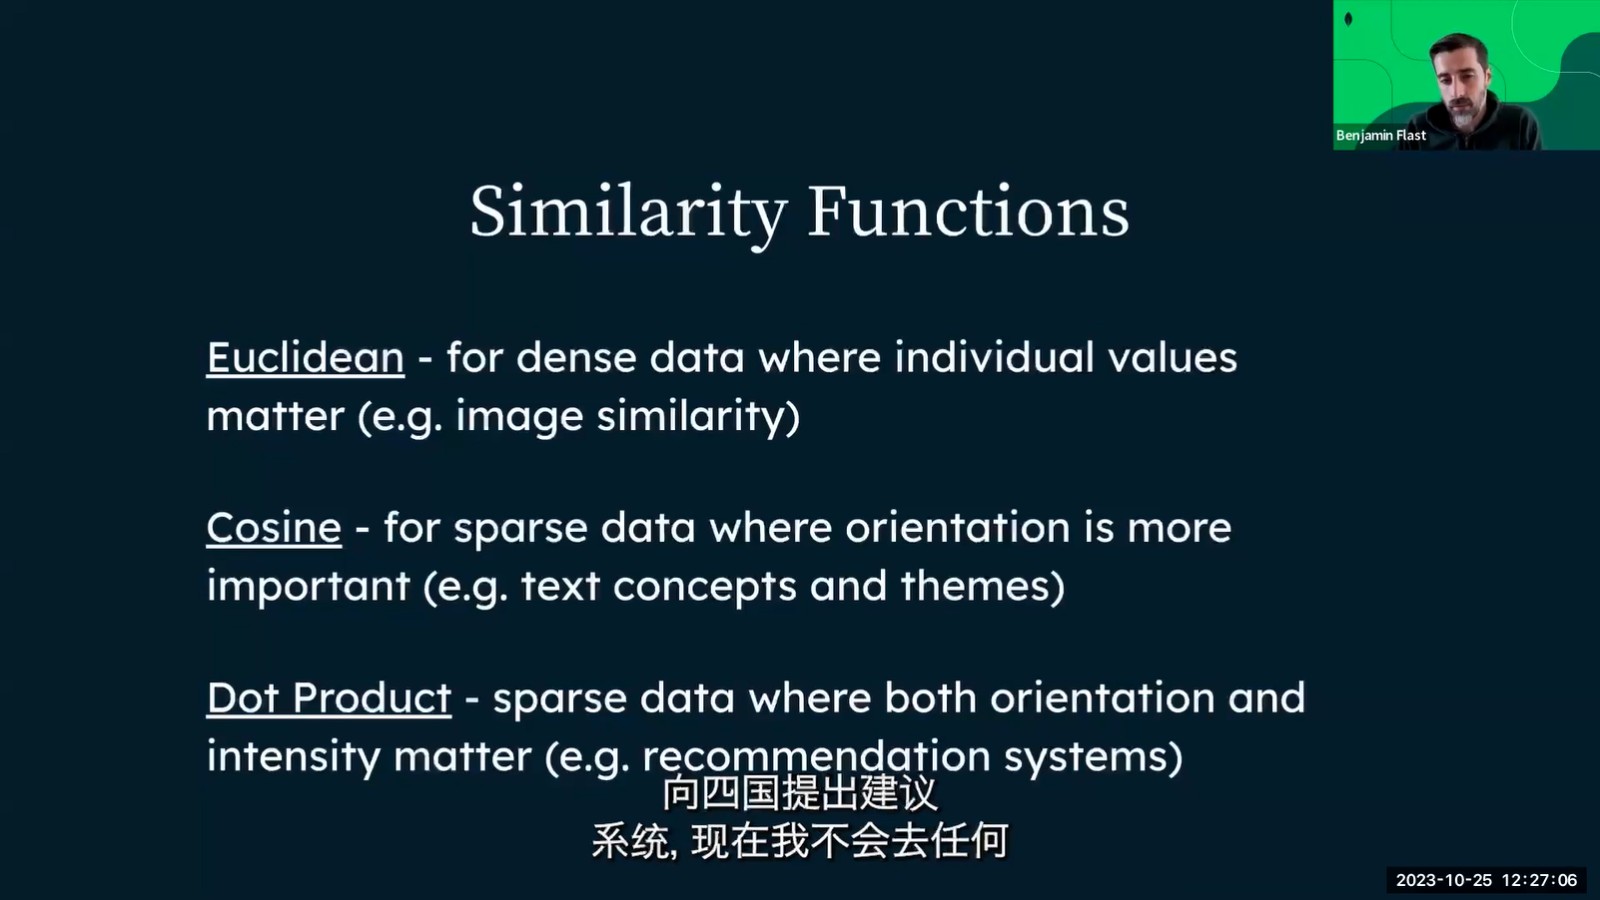 Benjamin Flast
Similarity Functions
Euclidean - for dense data where individual values
matter (e.g. image similarity)
Cosine - for sparse data where orientation is more
important (e.g. text concepts and themes)
Dot Product - sparse data where both orientation and
intensity matter (e.g. recommendation systems)
向四国提出建议
系统, 现在我不会去任何
2023-10-25 12:27:06